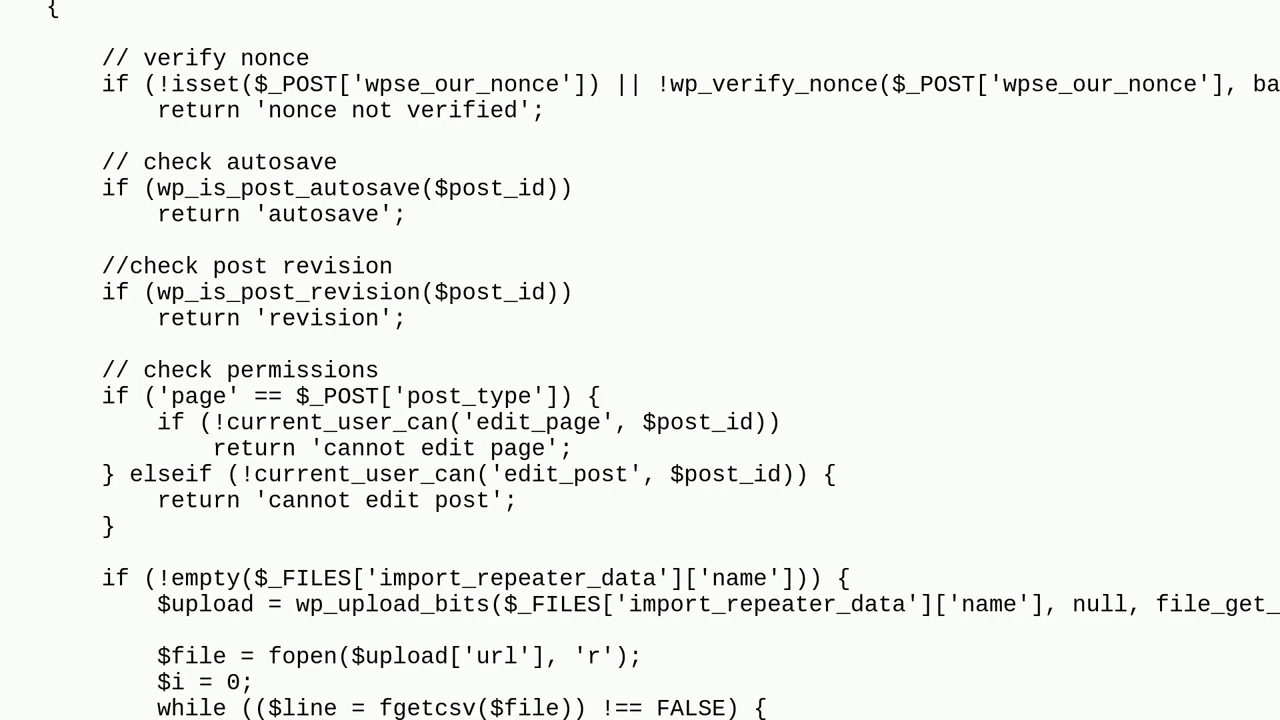 {
// verify nonce
if (!isset($_POST['wpse_our_nonce']) || !wp_verify_nonce($_POST['wpse_our_nonce'], ba
return 'nonce not verified';
// check autosave
if (wp_is_post_autosave($post_id))
return 'autosave';
//check post revision
if (wp_is_post_revision($post_id))
return 'revision';
// check permissions
if ('page' == $_POST['post_type']) {
if (!current_user_can('edit_page', $post_id))
return 'cannot edit page';
} elseif (!current_user_can('edit_post', $post_id)) {
return 'cannot edit post';
}
if (!empty($_FILES['import_repeater_data']['name'])) {
$upload = wp_upload_bits($_FILES['import_repeater_data']['name'], null, file_get_
$file = fopen($upload['url'], 'r');
$i = 0;
while (($line = fgetcsv($file)) !== FALSE) {